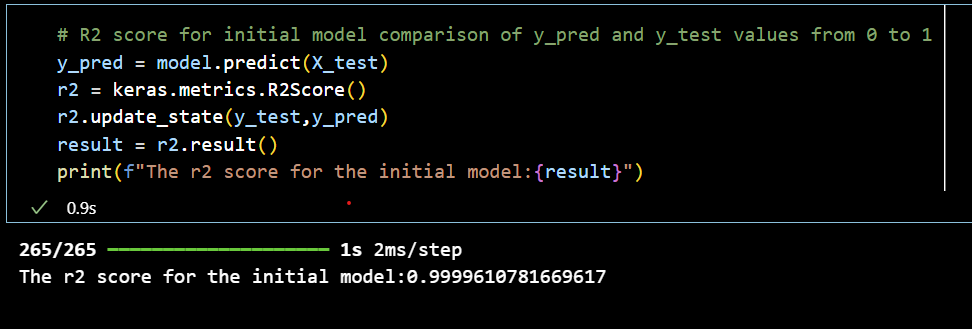 # R2 score for initial model comparison of y_pred and y_test values from 0 to 1
y_pred = model.predict(X_test)
r2 = keras.metrics.R2Score()
r2.update_state(y_test,y_pred)
result = r2.result()
print(f"The r2 score for the initial model:{result}")
0.9s
265/265 ━━━━━━━━━━━━━━━━━━━━ 1s 2ms/step
The r2 score for the initial model:0.9999610781669617